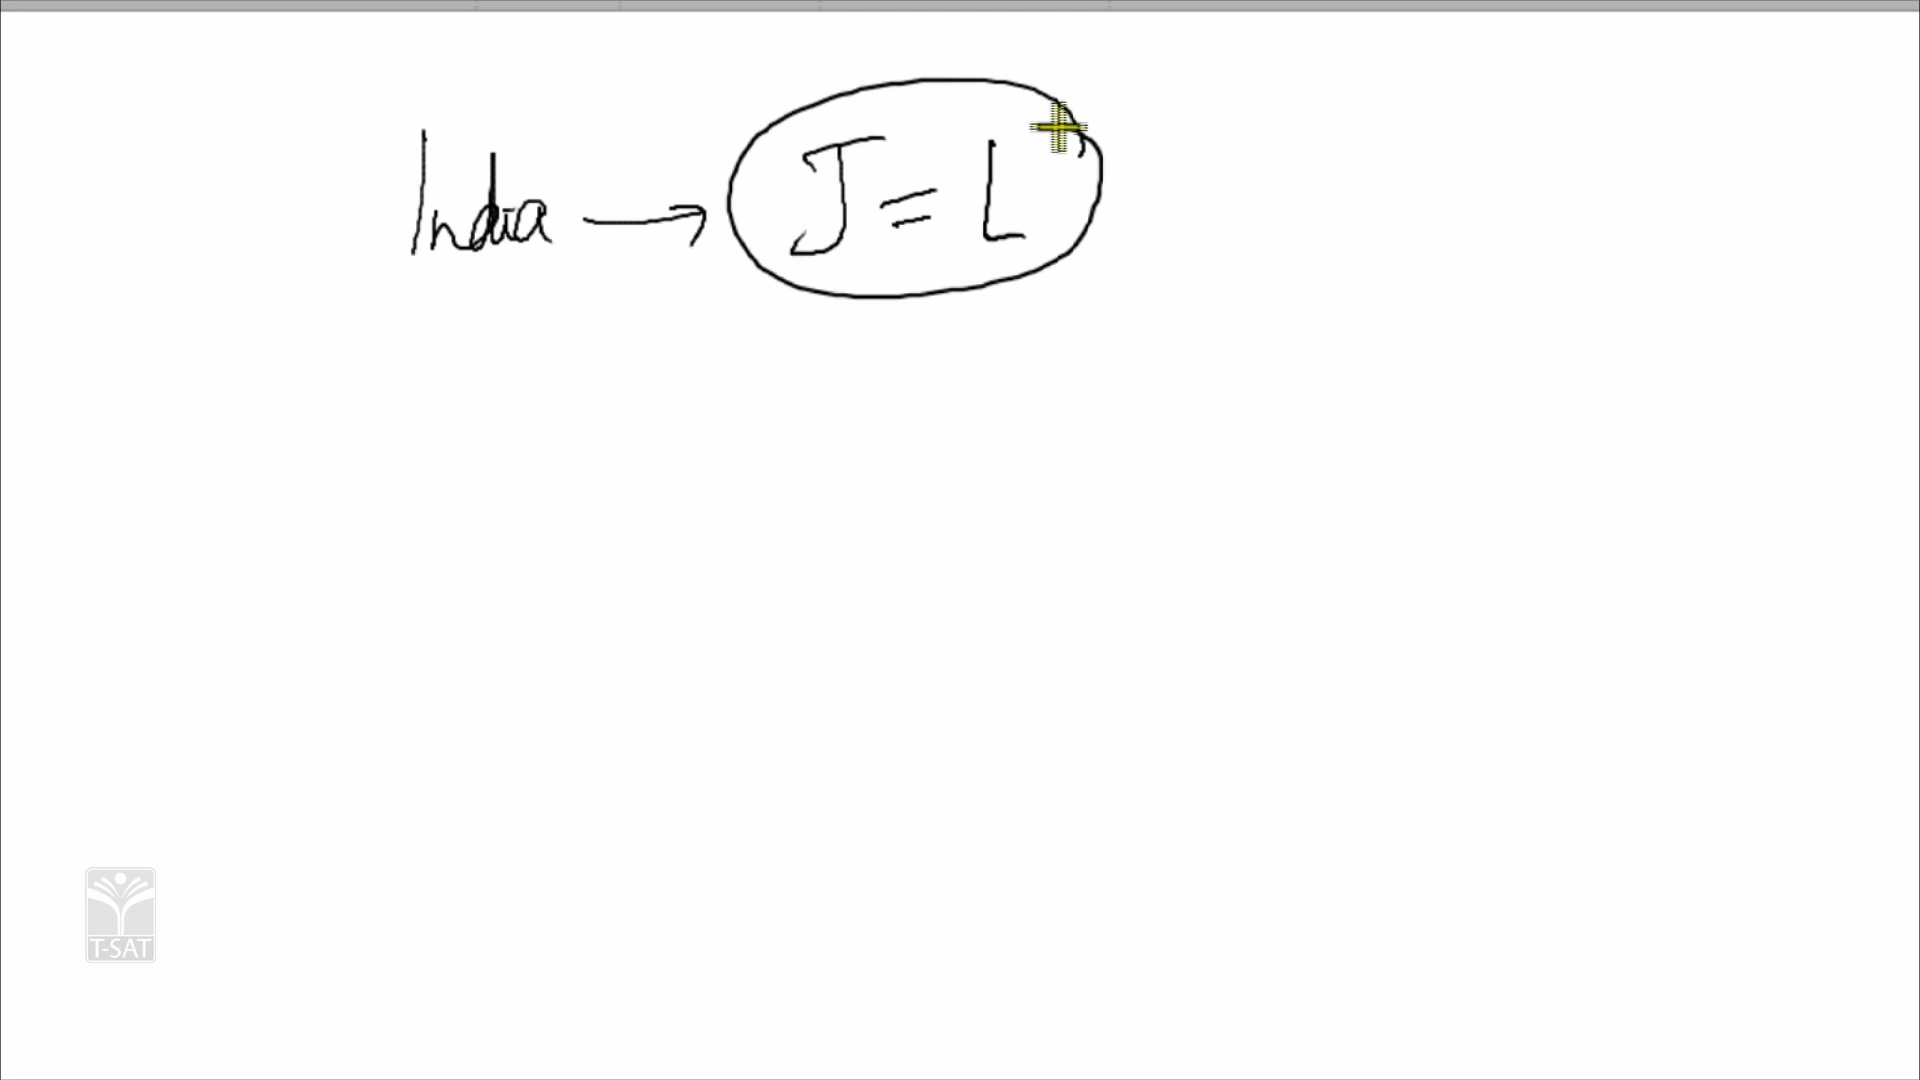 India → J = L
T-SAT